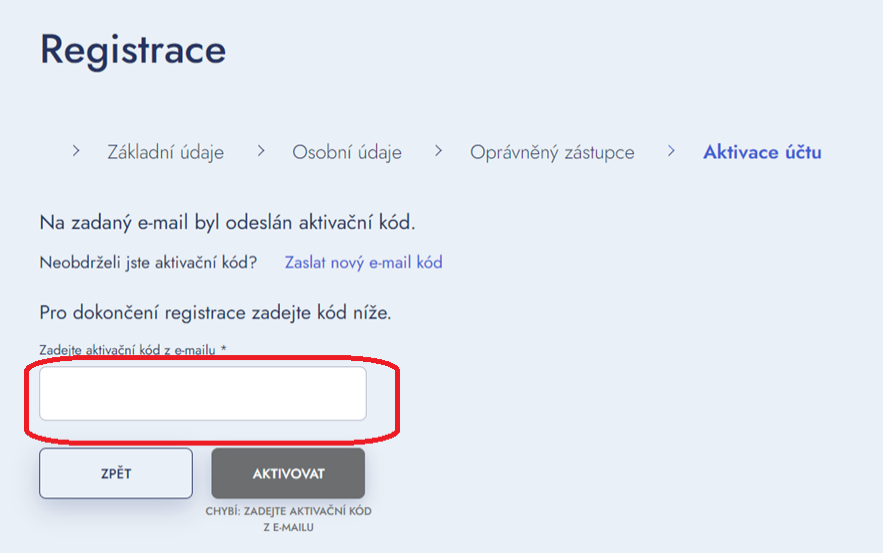 Registrace
Základní údaje > Osobní údaje > Oprávněný zástupce > Aktivace účtu
Na zadaný e-mail byl odeslán aktivační kód.
Neobdrželi jste aktivační kód? Zaslat nový e-mail kód
Pro dokončení registrace zadejte kód níže.
Zadejte aktivační kód z e-mailu *
ZPĚT AKTIVOVAT
CHYBÍ: ZADEJTE AKTIVAČNÍ KÓD
Z E-MAILU